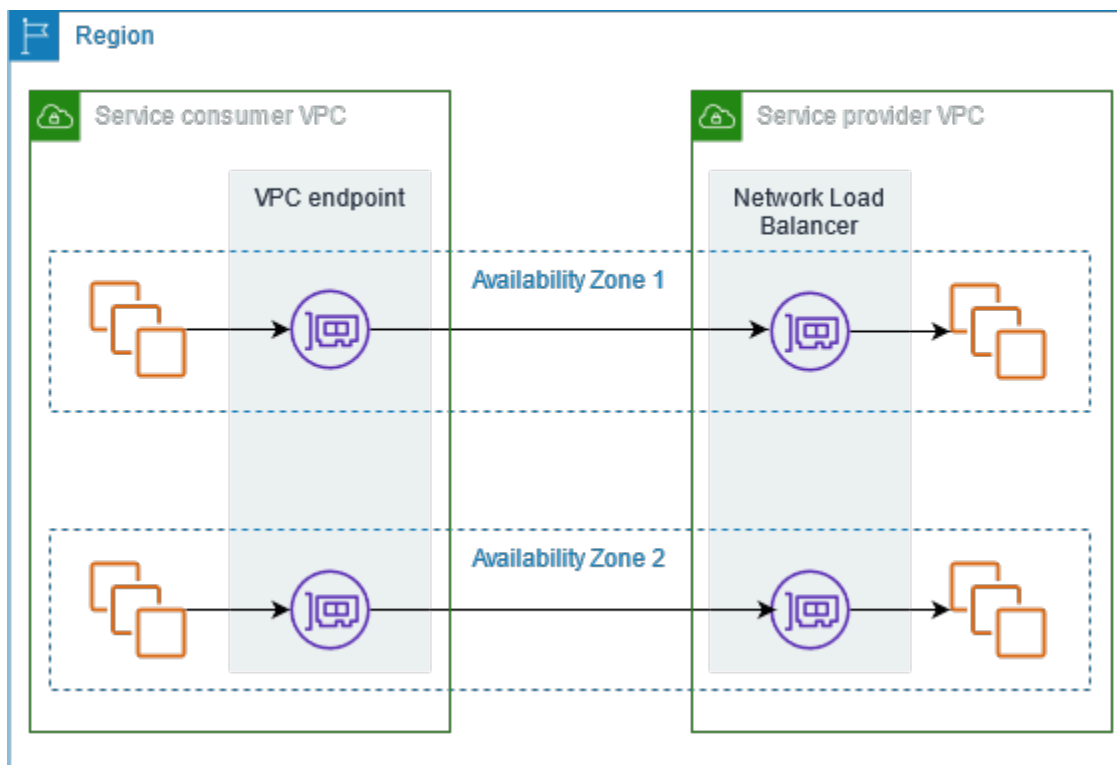 Region
Service consumer VPC
Service provider VPC
VPC endpoint
Network Load
Balancer
Availability Zone 1
Availability Zone 2